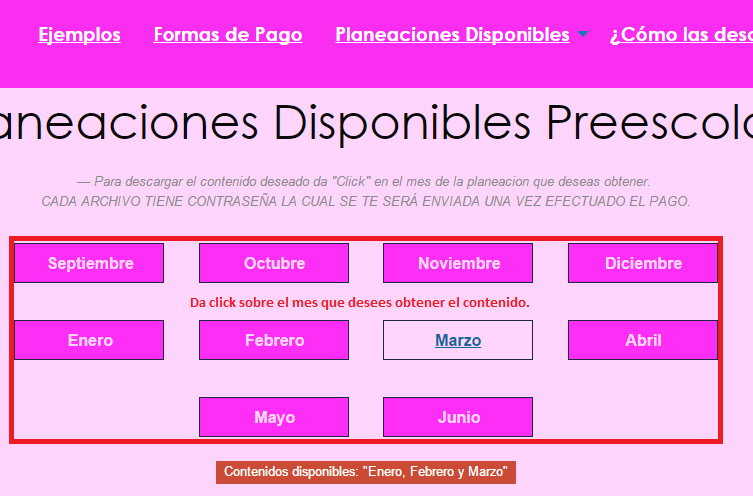 Ejemplos Formas de Pago Planeaciones Disponibles ¿Cómo las
Disponibles
— Para descargar el contenido deseado da "Click" en el mes de la planeacion que deseas obtener.
CADA ARCHIVO TIENE CONTRASEÑA LA CUAL SE TE SERÁ ENVIADA UNA VEZ EFECTUADO EL PAGO.
Septiembre Octubre Noviembre Diciembre
Da click sobre el mes que desees obtener el contenido.
Enero Febrero Marzo Abril
Mayo Junio
Contenidos disponibles: "Enero, Febrero y Marzo"